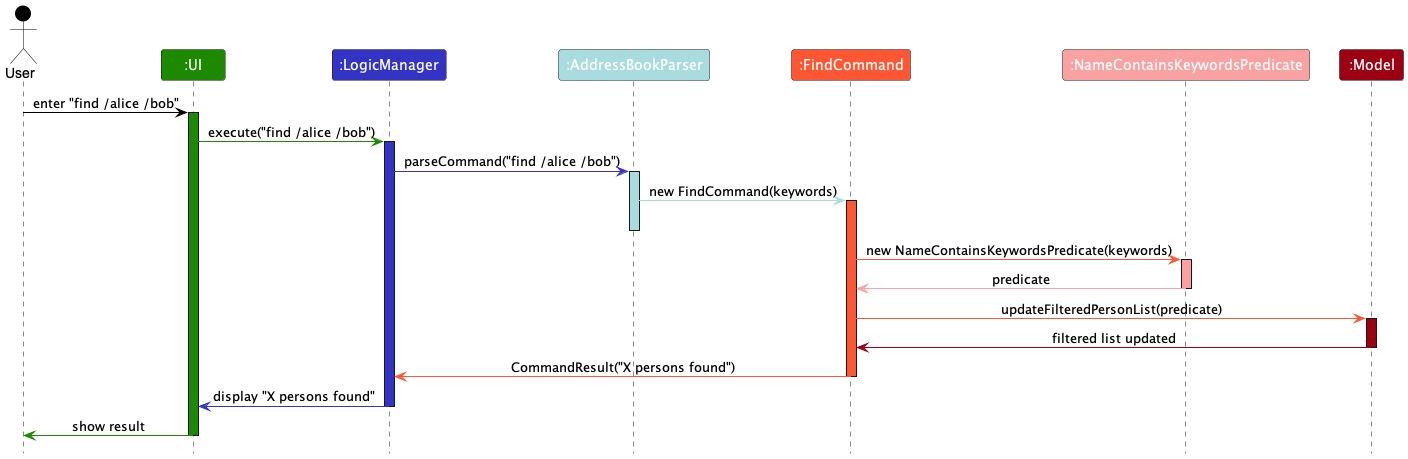 User
:UI
:LogicManager
:AddressBookParser
:FindCommand
:NameContainsKeywordsPredicate
:Model
enter "find /alice /bob"
execute("find /alice /bob")
parseCommand("find /alice /bob")
new FindCommand(keywords)
new NameContainsKeywordsPredicate(keywords)
predicate
updateFilteredPersonList(predicate)
filtered list updated
CommandResult("X persons found")
display "X persons found"
show result